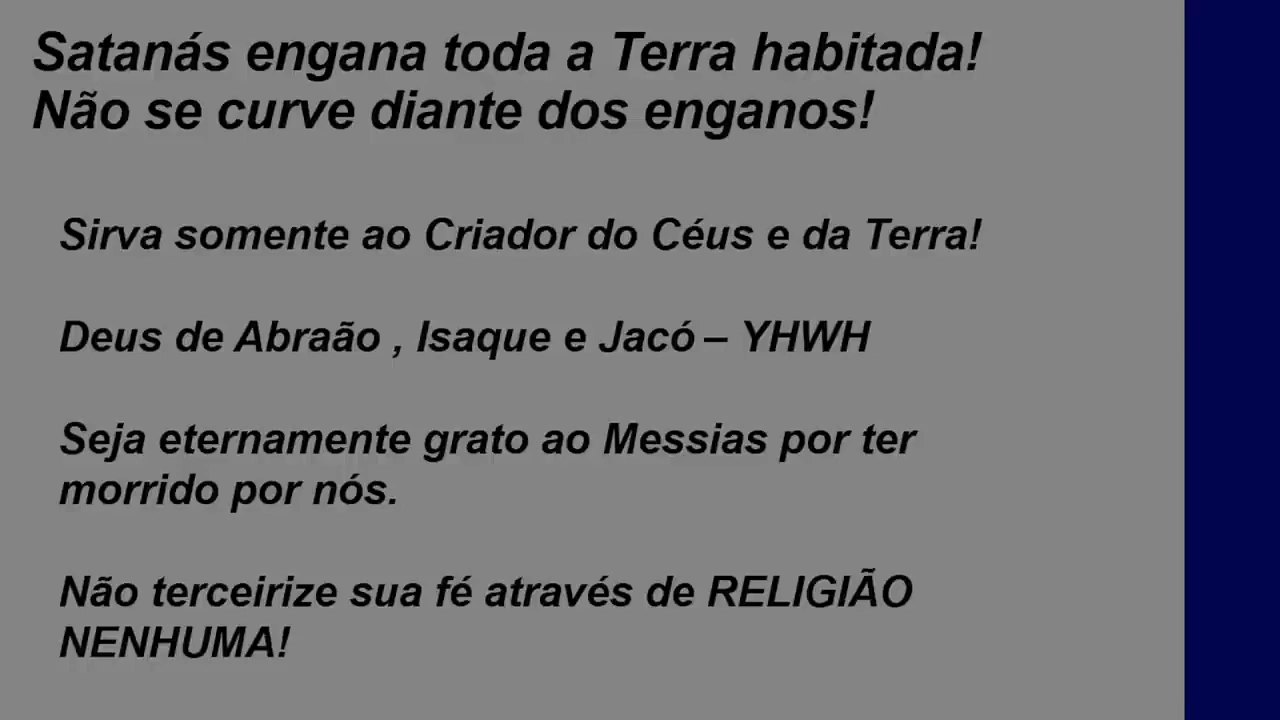 Satanás engana toda a Terra habitada!
Não se curve diante dos enganos!
Sirva somente ao Criador do Céus e da Terra!
Deus de Abraão , Isaque e Jacó – YHWH
Seja eternamente grato ao Messias por ter
morrido por nós.
Não terceirize sua fé através de RELIGIÃO
NENHUMA!